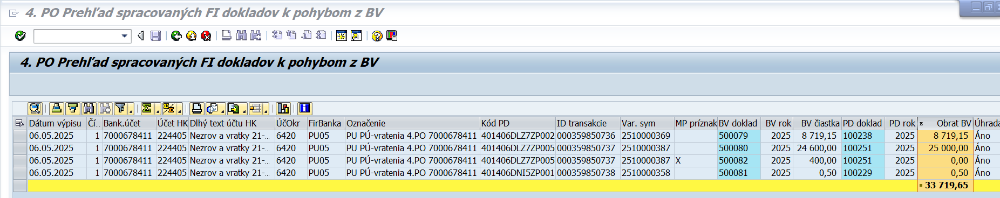 4. PO Prehľad spracovaných FI dokladov k pohybom z BV
4. PO Prehľad spracovaných FI dokladov k pohybom z BV
Dátum výpisu Čí... Bank.účet Účet HK Dlhý text účtu HK ÚčOkr FirBanka Označenie Kód PD ID transakcie Var. sym MP príznak BV doklad BV rok BV čiastka PD doklad PD rok Σ Obrat BV Úhrada
06.05.2025 1 7000678411 224405 Nezrov a vratky 21-... 6420 PU05 PU PÚ-vratenia 4.PO 7000678411 401406DLZ7ZP002 000359850736 2510000369 500079 2025 8 719,15 100238 2025 8 719,15 Áno
06.05.2025 1 7000678411 224405 Nezrov a vratky 21-... 6420 PU05 PU PÚ-vratenia 4.PO 7000678411 401406DLZ7ZP005 000359850737 2510000387 500080 2025 24 600,00 100251 2025 25 000,00 Áno
06.05.2025 1 7000678411 224405 Nezrov a vratky 21-... 6420 PU05 PU PÚ-vratenia 4.PO 7000678411 401406DLZ7ZP005 000359850737 2510000387 X 500082 2025 400,00 100251 2025 0,00 Áno
06.05.2025 1 7000678411 224405 Nezrov a vratky 21-... 6420 PU05 PU PÚ-vratenia 4.PO 7000678411 401406DNI5ZP001 000359850738 2510000358 500081 2025 0,50 100229 2025 0,50 Áno
33 719,65